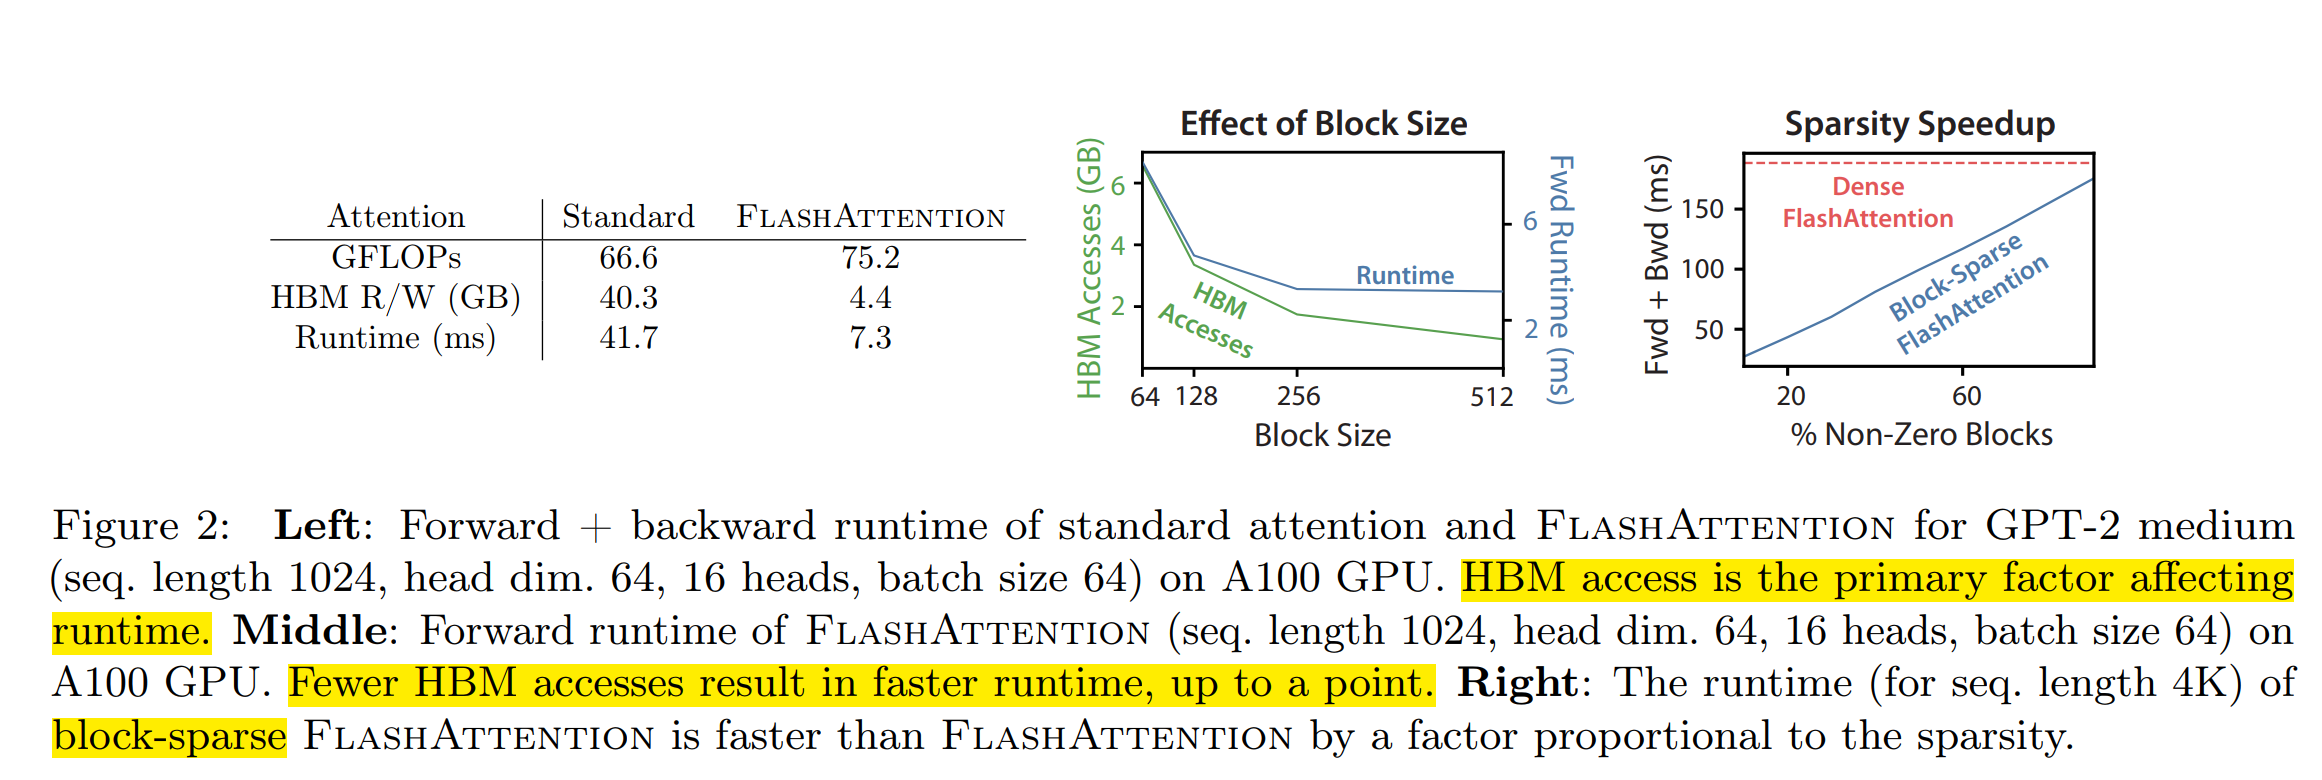 Attention Standard FLASHATTENTION
GFLOPs 66.6 75.2
HBM R/W (GB) 40.3 4.4
Runtime (ms) 41.7 7.3
Effect of Block Size
HBM Accesses (GB)
6
4
2
Runtime
HBM
Accesses
6
2
Fwd Runtime (ms)
64 128 256 512
Block Size
Sparsity Speedup
Fwd + Bwd (ms)
150
100
50
Dense
FlashAttention
Block-Sparse
FlashAttention
20 60
% Non-Zero Blocks
Figure 2: Left: Forward + backward runtime of standard attention and FLASHATTENTION for GPT-2 medium
(seq. length 1024, head dim. 64, 16 heads, batch size 64) on A100 GPU. HBM access is the primary factor affecting
runtime. Middle: Forward runtime of FLASHATTENTION (seq. length 1024, head dim. 64, 16 heads, batch size 64) on
A100 GPU. Fewer HBM accesses result in faster runtime, up to a point. Right: The runtime (for seq. length 4K) of
block-sparse FLASHATTENTION is faster than FLASHATTENTION by a factor proportional to the sparsity.